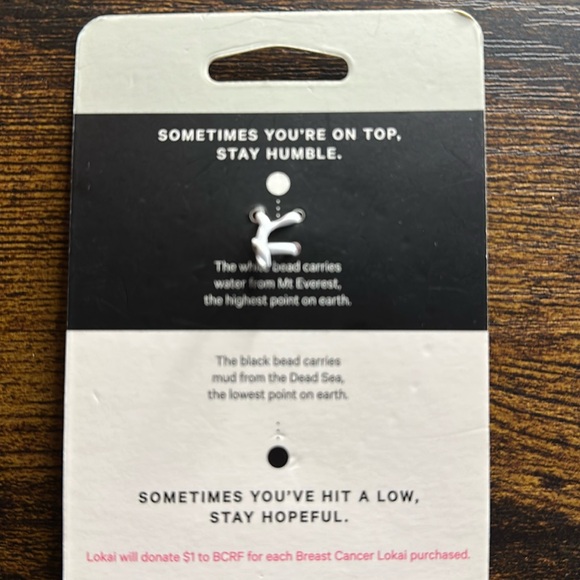 SOMETIMES YOU'RE ON TOP,
STAY HUMBLE.
The white bead carries
water from Mt Everest,
the highest point on earth.
The black bead carries
mud from the Dead Sea,
the lowest point on earth.
SOMETIMES YOU'VE HIT A LOW,
STAY HOPEFUL.
Lokai will donate $1 to BCRF for each Breast Cancer Lokai purchased.